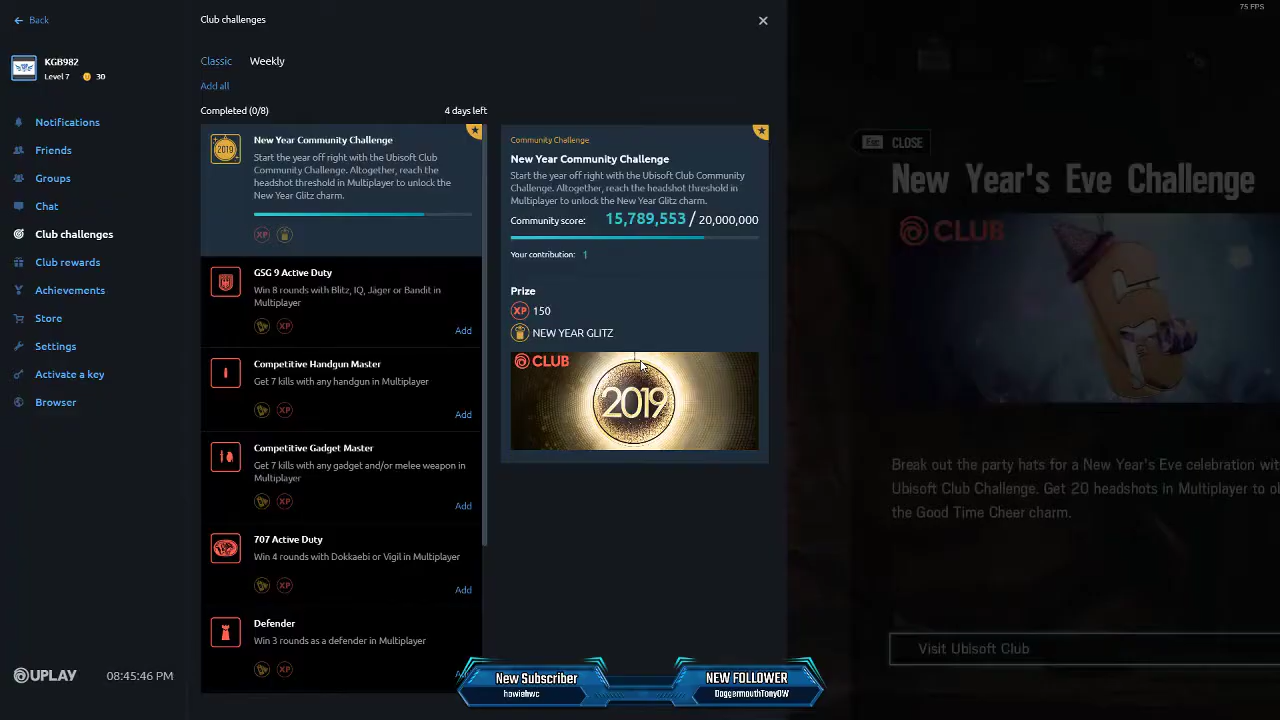 75 FPS
Back
Club challenges
KGB982
Level 7
30
Classic
Weekly
Add all
Completed (0/8)
4 days left
Notifications
Friends
Groups
Chat
Club challenges
Club rewards
Achievements
Store
Settings
Activate a key
Browser
2019
New Year Community Challenge
Start the year off right with the Ubisoft Club
Community Challenge. Altogether, reach the
headshot threshold in Multiplayer to unlock the
New Year Glitz charm.
XP
GSG 9 Active Duty
Win 8 rounds with Blitz, IQ, Jäger or Bandit in
Multiplayer
XP
Add
Competitive Handgun Master
Get 7 kills with any handgun in Multiplayer
XP
Add
Competitive Gadget Master
Get 7 kills with any gadget and/or melee weapon in
Multiplayer
XP
Add
707 Active Duty
Win 4 rounds with Dokkaebi or Vigil in Multiplayer
XP
Add
Defender
Win 3 rounds as a defender in Multiplayer
XP
Community Challenge
New Year Community Challenge
Start the year off right with the Ubisoft Club Community
Challenge. Altogether, reach the headshot threshold in
Multiplayer to unlock the New Year Glitz charm.
Community score: 15,789,553 / 20,000,000
Your contribution: 1
Prize
XP 150
NEW YEAR GLITZ
CLUB
2019
Esc CLOSE
New Year's Eve Challenge
CLUB
Break out the party hats for a New Year's Eve celebration wit
Ubisoft Club Challenge. Get 20 headshots in Multiplayer to ob
the Good Time Cheer charm.
Visit Ubisoft Club
UPLAY
08:45:46 PM
New Subscriber
howiehwc
NEW FOLLOWER
DoggermouthTonyOW